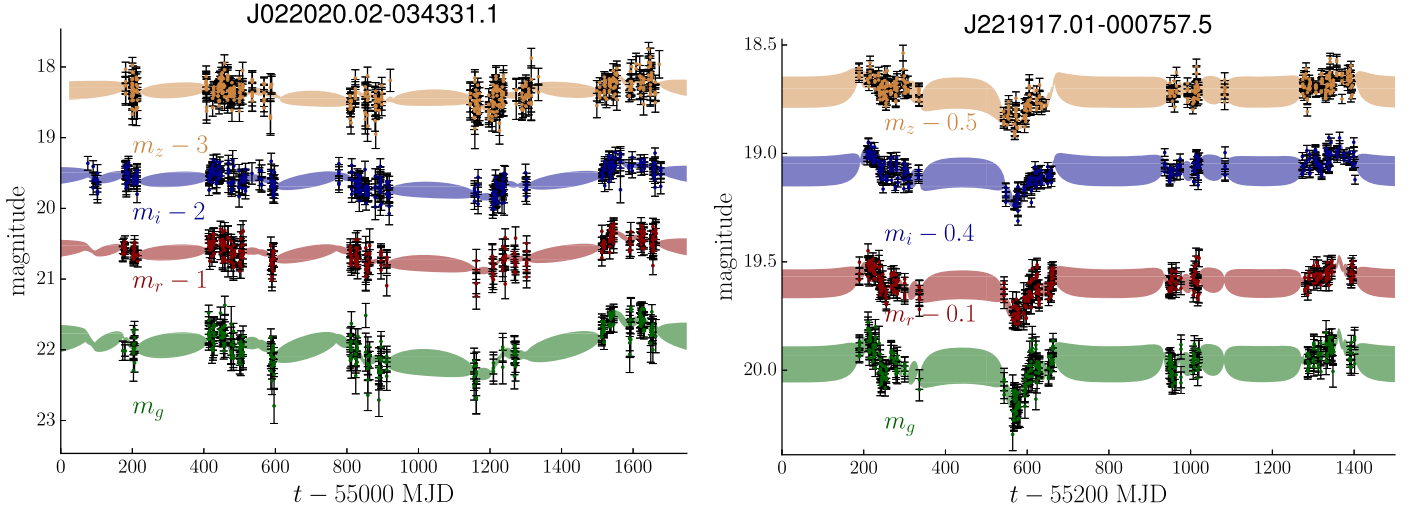 J022020.02-034331.1
magnitude
18
19
20
21
22
23
m_z − 3
m_i − 2
m_r − 1
m_g
0 200 400 600 800 1000 1200 1400 1600
t − 55000 MJD
J221917.01-000757.5
magnitude
18.5
19.0
19.5
20.0
m_z − 0.5
m_i − 0.4
m_r − 0.1
m_g
0 200 400 600 800 1000 1200 1400
t − 55200 MJD